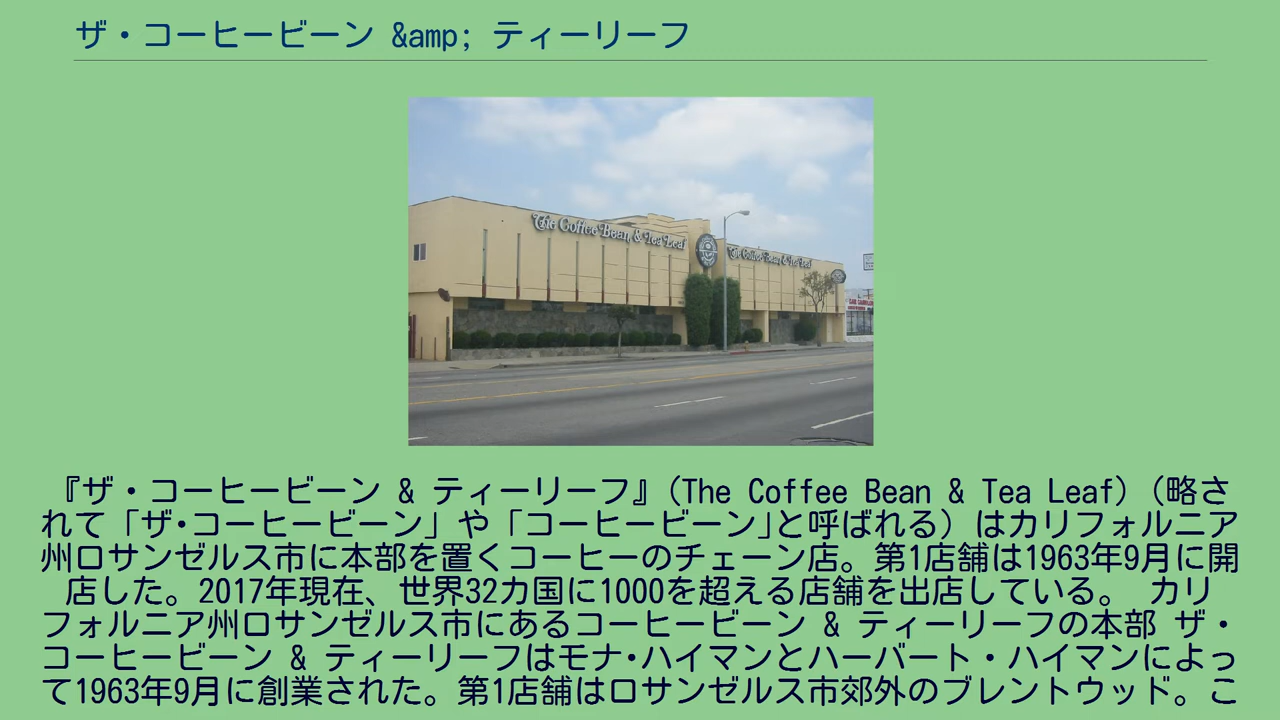 ザ・コーヒービーン &amp; ティーリーフ
The Coffee Bean & Tea Leaf
The Coffee Bean & Tea Leaf
『ザ・コーヒービーン & ティーリーフ』(The Coffee Bean & Tea Leaf)（略さ
れて「ザ・コーヒービーン」や「コーヒービーン」と呼ばれる）はカリフォルニア
州ロサンゼルス市に本部を置くコーヒーのチェーン店。第1店舗は1963年9月に開
店した。2017年現在、世界32カ国に1000を超える店舗を出店している。 カリ
フォルニア州ロサンゼルス市にあるコーヒービーン & ティーリーフの本部 ザ・
コーヒービーン & ティーリーフはモナ・ハイマンとハーバート・ハイマンによっ
て1963年9月に創業された。第1店舗はロサンゼルス市郊外のブレントウッド。こ